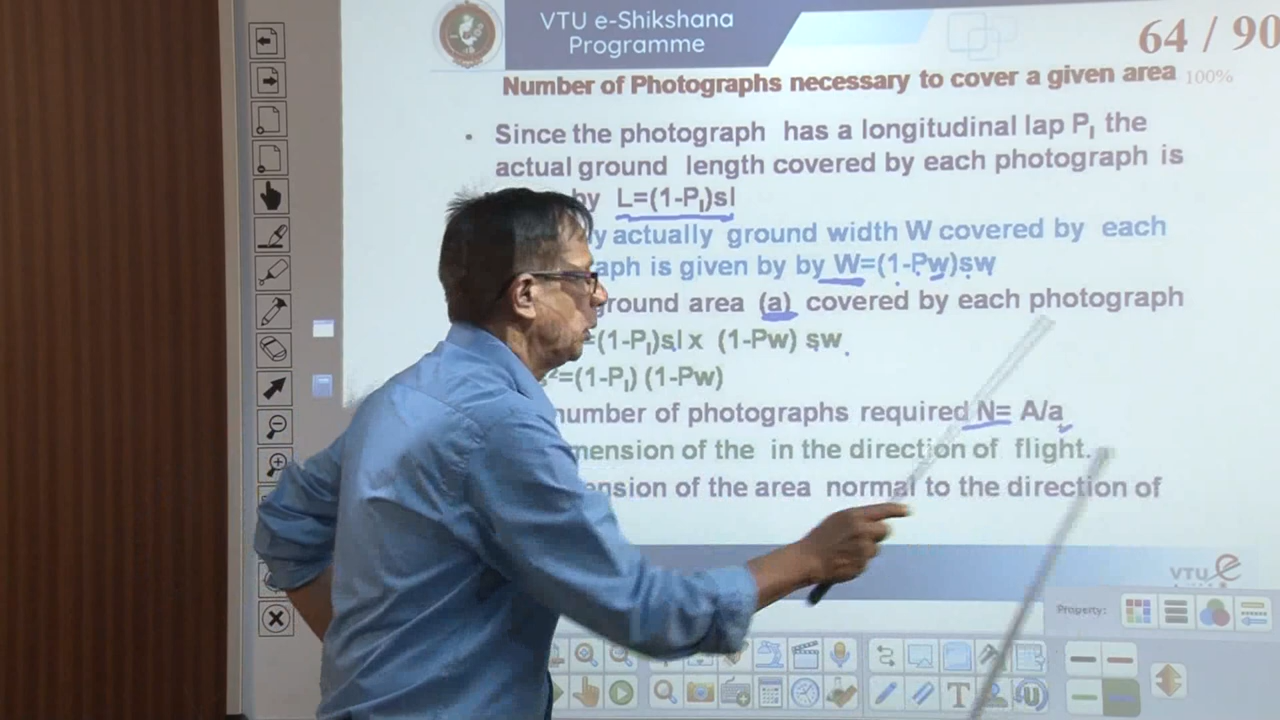 VTU e-Shikshana
Programme
64 / 90
Number of Photographs necessary to cover a given area
100%
• Since the photograph has a longitudinal lap Pl the
actual ground length covered by each photograph is
by L=(1-Pl)sl
actually ground width W covered by each
is given by by W=(1-Pw)sw
ground area (a) covered by each photograph
=(1-Pl)sl x (1-Pw) sw
²=(1-Pl) (1-Pw)
number of photographs required N= A/a
of the in the direction of flight.
of the area normal to the direction of
VTU e
Property:
T